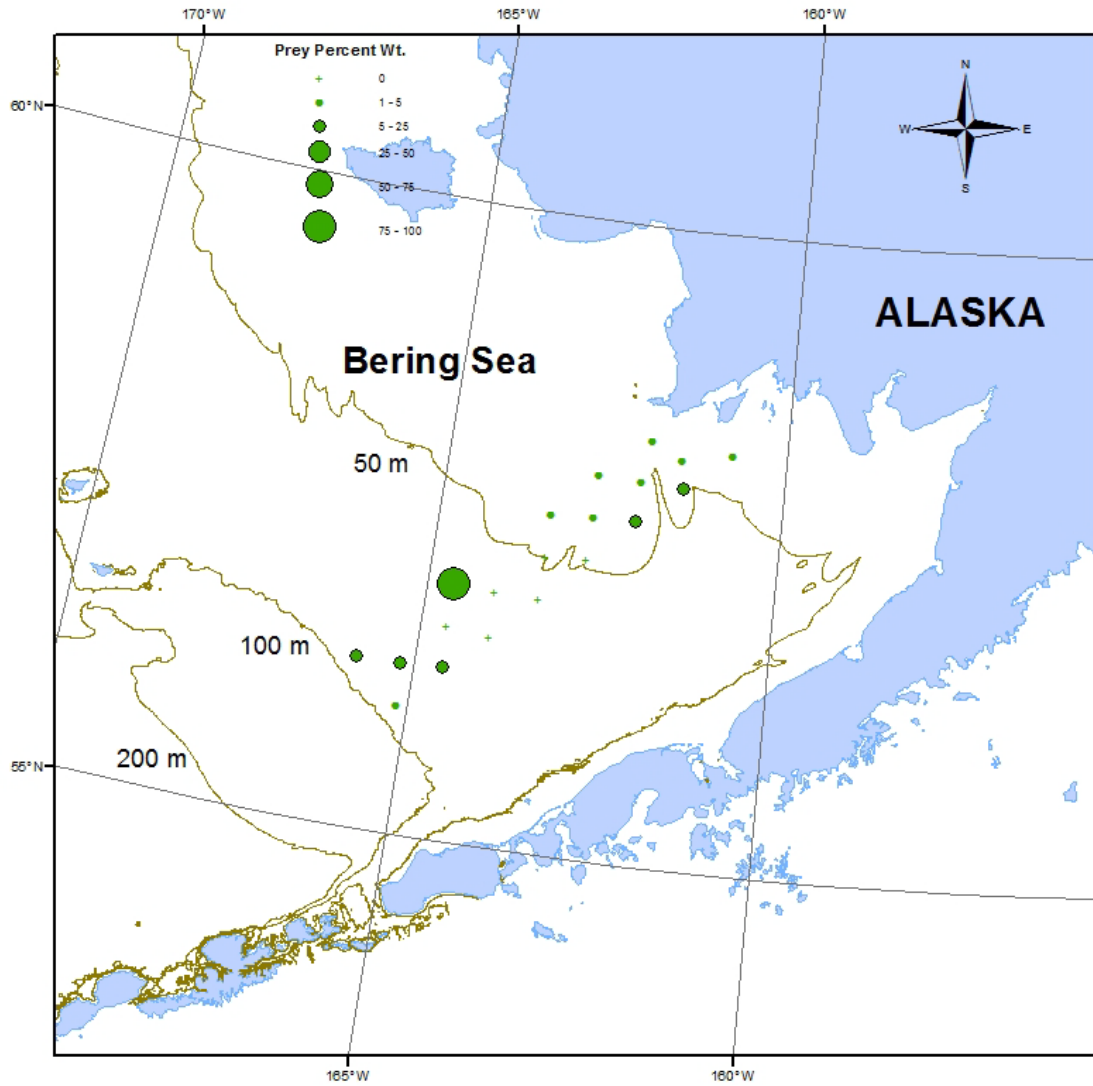 170°W 165°W 160°W
Prey Percent Wt.
0
1 - 5
5 - 25
25 - 50
50 - 75
75 - 100
N
W E
S
60°N
ALASKA
Bering Sea
50 m
100 m
200 m
55°N
165°W 160°W